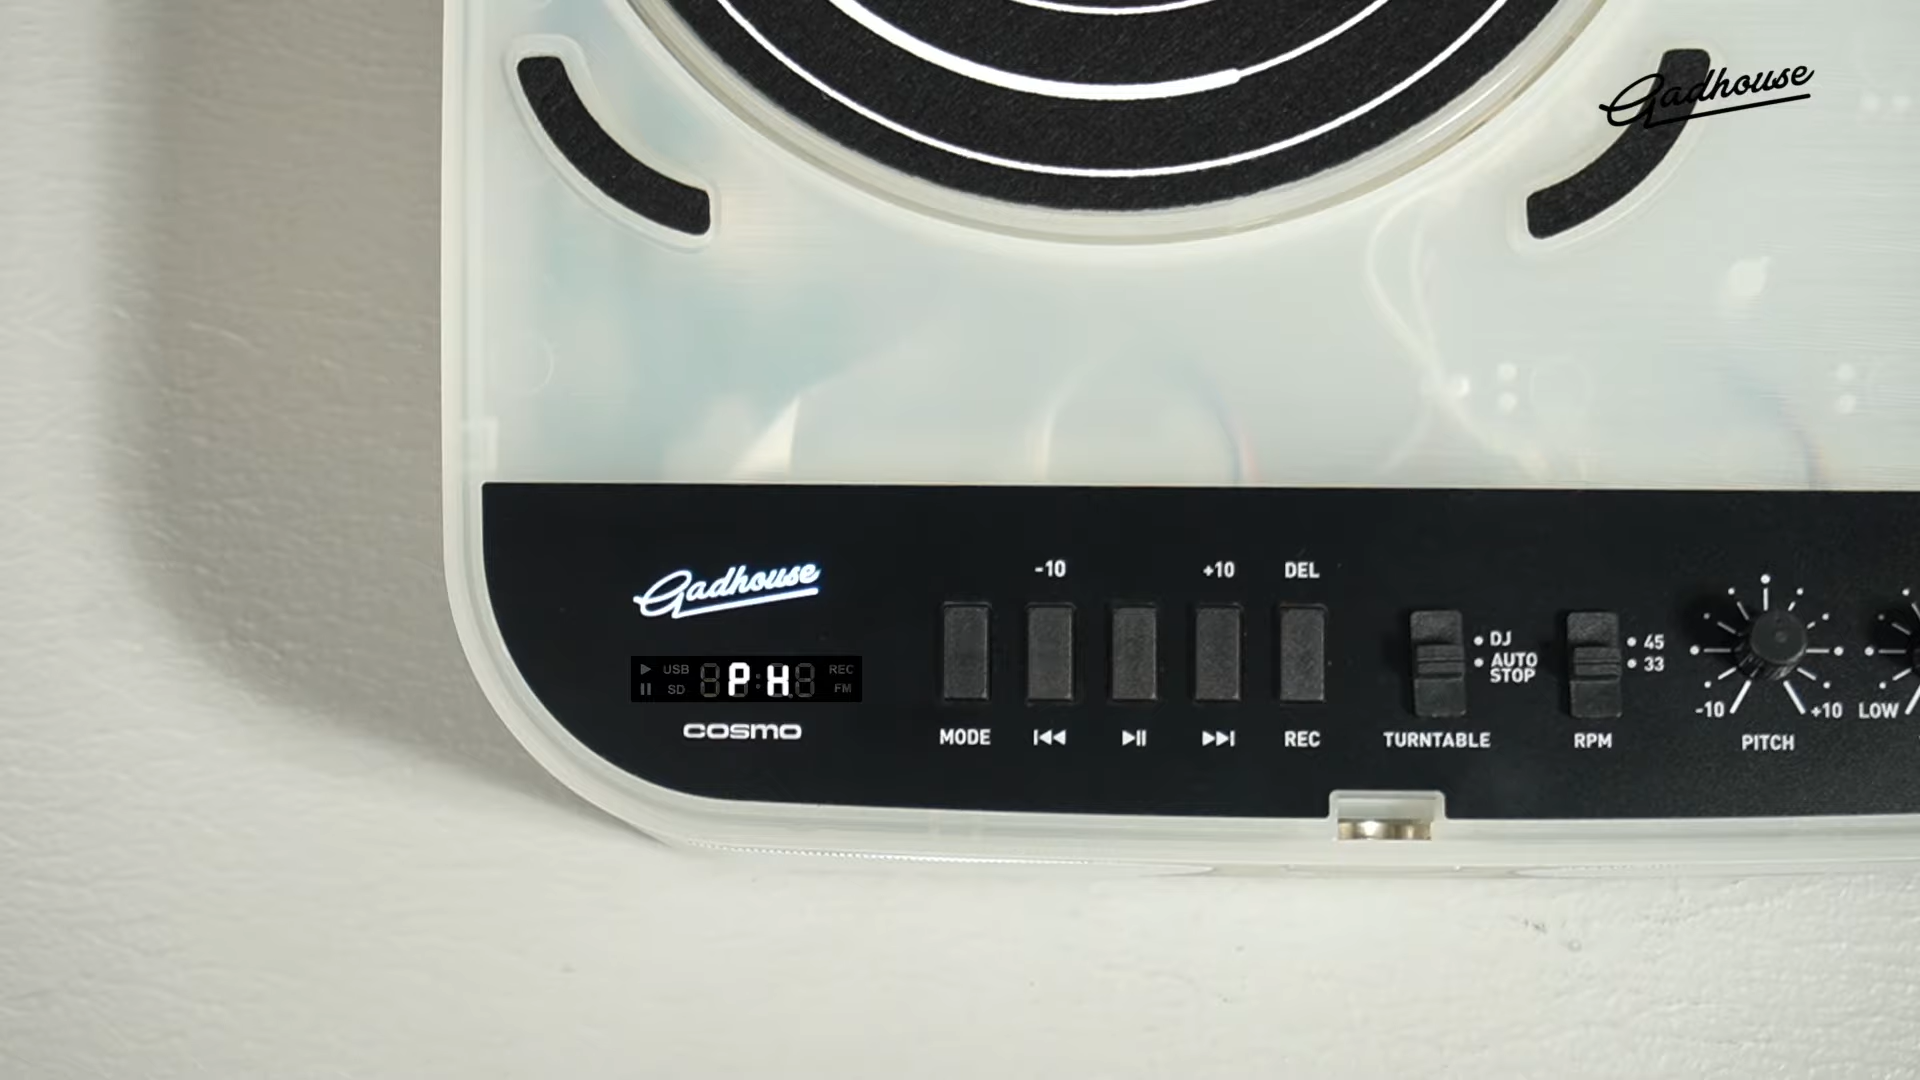 Gadhouse
Gadhouse
-10 +10 DEL
DJ
AUTO
STOP
45
33
USB
SD
PH
REC
FM
-10 +10 LOW
COSMO
MODE REC TURNTABLE RPM PITCH